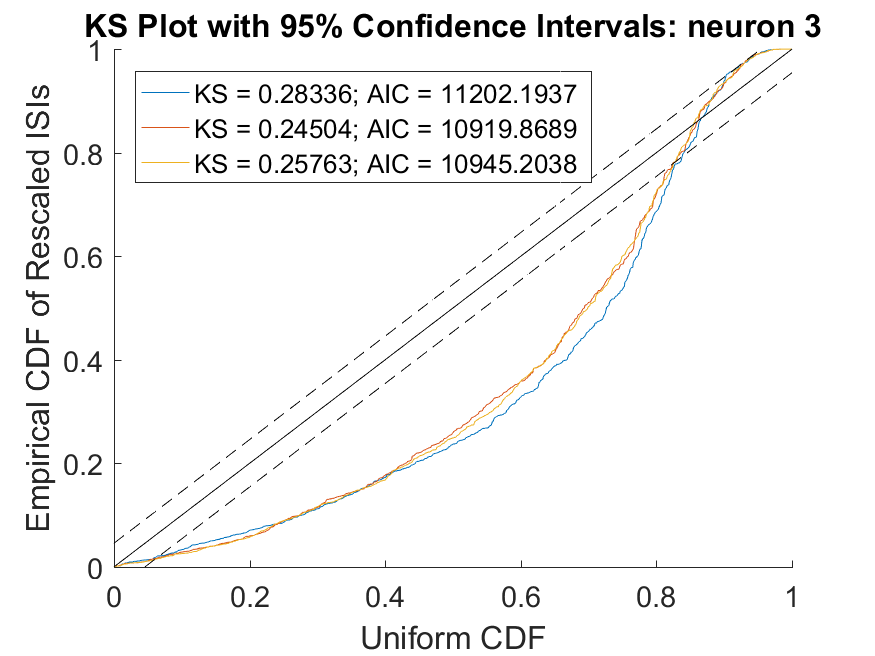 KS Plot with 95% Confidence Intervals: neuron 3
KS = 0.28336; AIC = 11202.1937
KS = 0.24504; AIC = 10919.8689
KS = 0.25763; AIC = 10945.2038
Empirical CDF of Rescaled ISIs
1
0.8
0.6
0.4
0.2
0
0 0.2 0.4 0.6 0.8 1
Uniform CDF